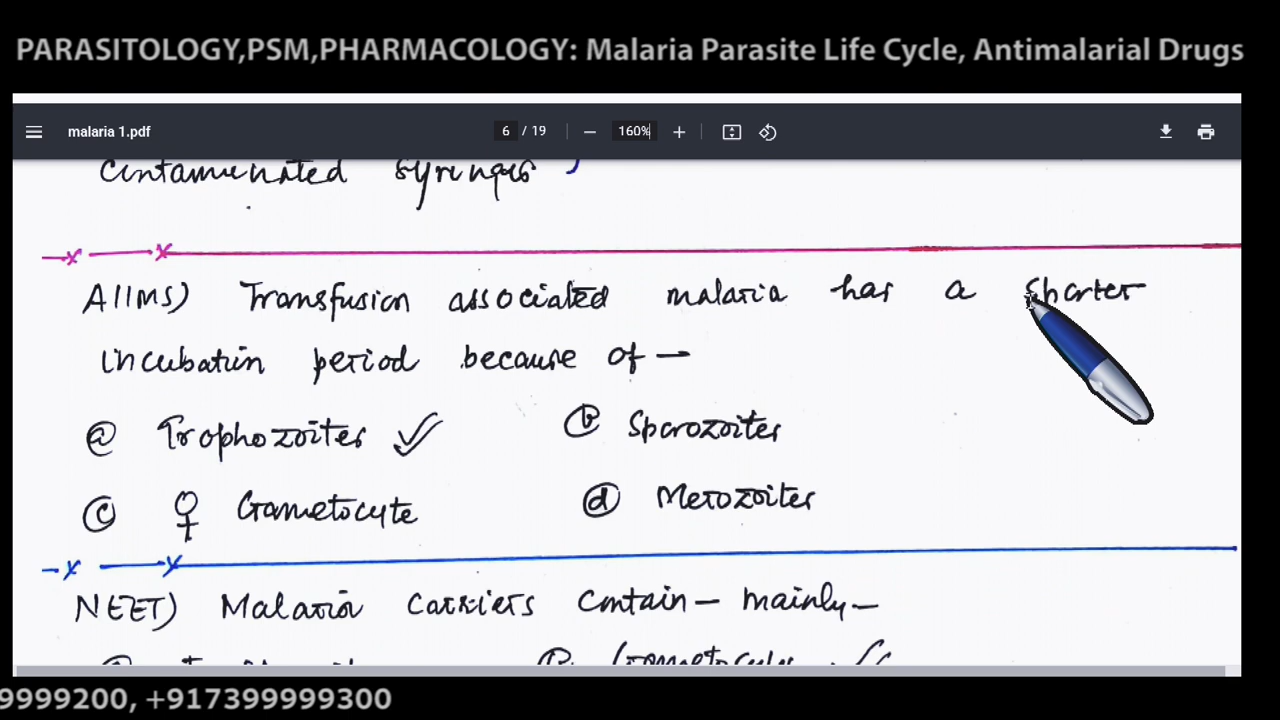 PARASITOLOGY,PSM,PHARMACOLOGY: Malaria Parasite Life Cycle, Antimalarial Drugs
malaria 1.pdf 6 / 19 160%
Contaminated syringes
AIIMS) Transfusion associated malaria has a shorter
incubation period because of —
(a) Trophozoites ✓ (b) Sporozoites
(c) ♀ Gametocyte (d) Merozoites
NEET) Malaria Carriers Contain - mainly -
Gametocytes
9999200, +917399999300